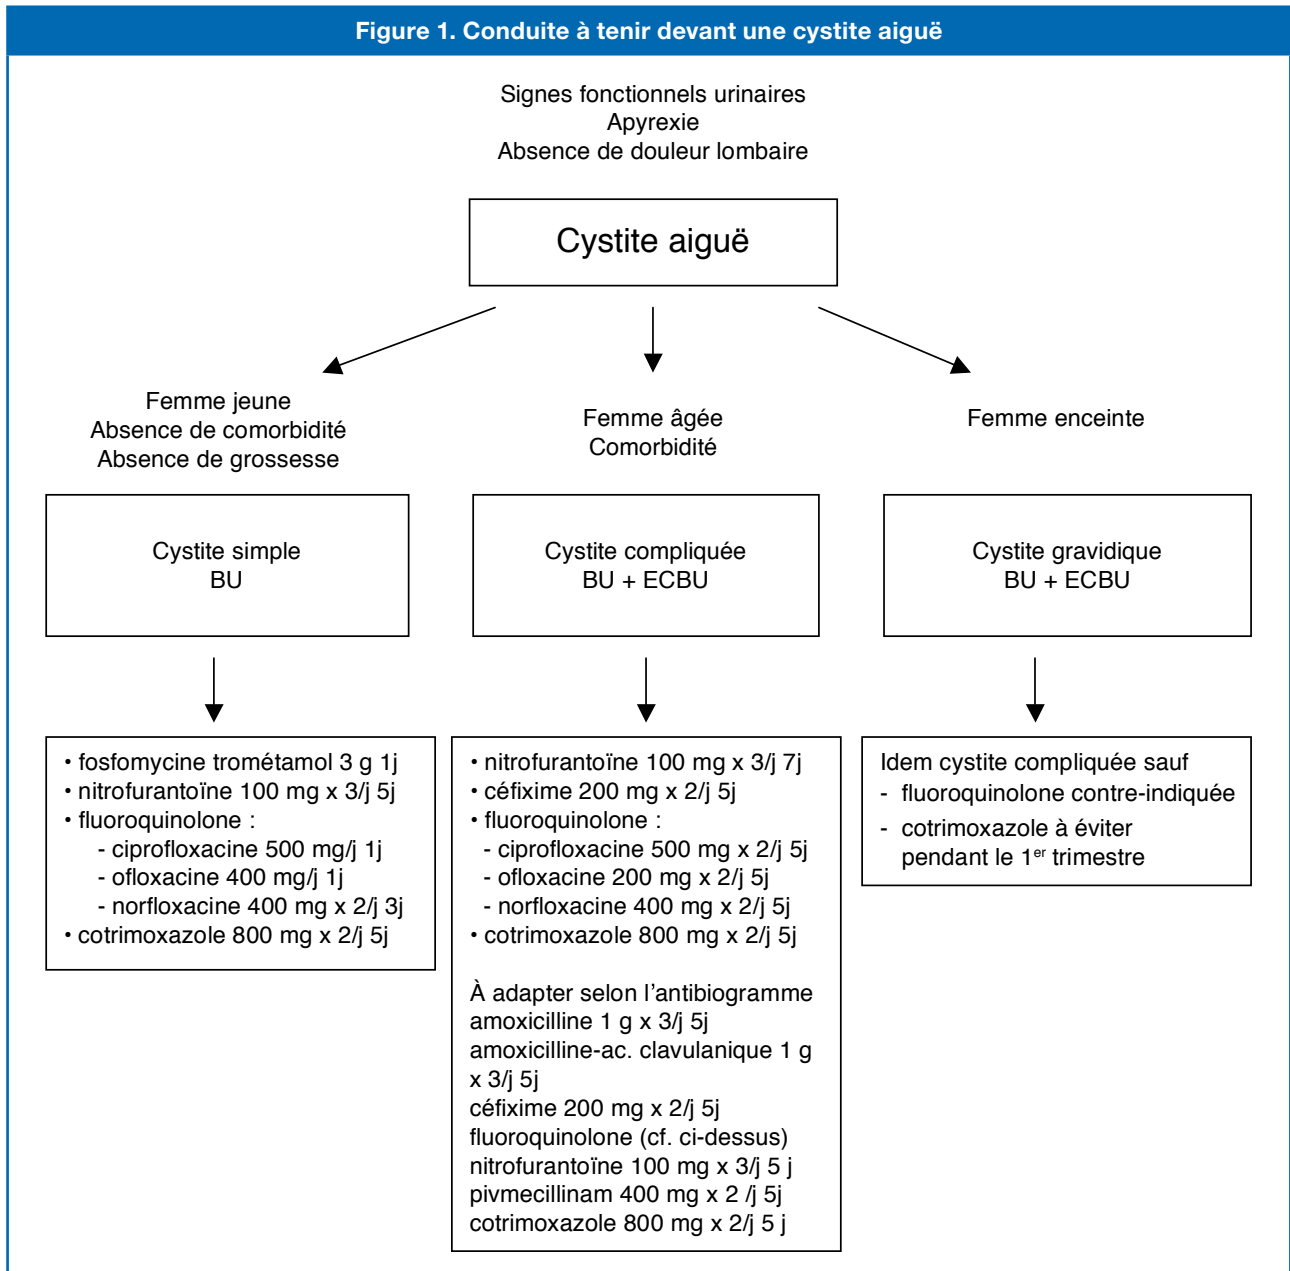 Figure 1. Conduite à tenir devant une cystite aiguë
Signes fonctionnels urinaires
Apyrexie
Absence de douleur lombaire
Cystite aiguë
Femme jeune
Absence de comorbidité
Absence de grossesse
Cystite simple
BU
• fosfomycine trométamol 3 g 1j
• nitrofurantoïne 100 mg x 3/j 5j
• fluoroquinolone :
- ciprofloxacine 500 mg/j 1j
- ofloxacine 400 mg/j 1j
- norfloxacine 400 mg x 2/j 3j
• cotrimoxazole 800 mg x 2/j 5j
Femme âgée
Comorbidité
Cystite compliquée
BU + ECBU
• nitrofurantoïne 100 mg x 3/j 7j
• céfixime 200 mg x 2/j 5j
• fluoroquinolone :
- ciprofloxacine 500 mg x 2/j 5j
- ofloxacine 200 mg x 2/j 5j
- norfloxacine 400 mg x 2/j 5j
• cotrimoxazole 800 mg x 2/j 5j
À adapter selon l'antibiogramme
amoxicilline 1 g x 3/j 5j
amoxicilline-ac. clavulanique 1 g
x 3/j 5j
céfixime 200 mg x 2/j 5j
fluoroquinolone (cf. ci-dessus)
nitrofurantoïne 100 mg x 3/j 5 j
pivmecillinam 400 mg x 2 /j 5j
cotrimoxazole 800 mg x 2/j 5 j
Femme enceinte
Cystite gravidique
BU + ECBU
Idem cystite compliquée sauf
- fluoroquinolone contre-indiquée
- cotrimoxazole à éviter
pendant le 1er trimestre